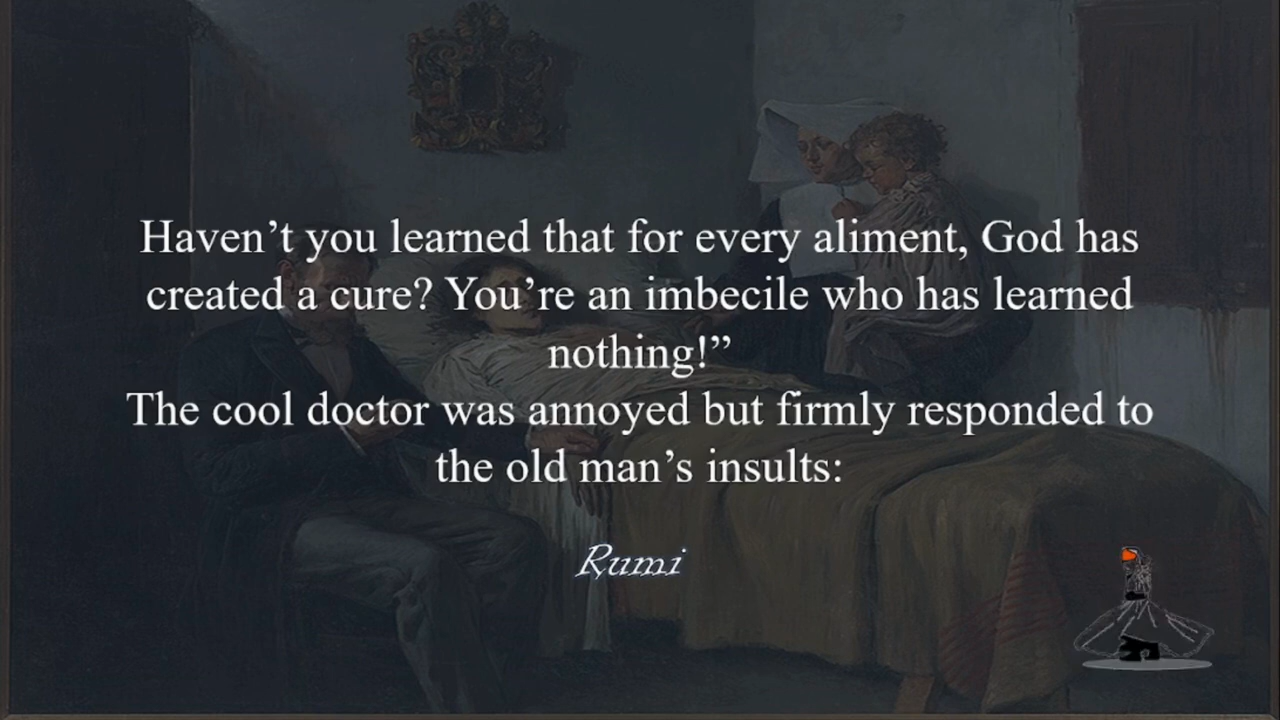 Haven’t you learned that for every aliment, God has
created a cure? You’re an imbecile who has learned
nothing!”
The cool doctor was annoyed but firmly responded to
the old man’s insults:
Rumi